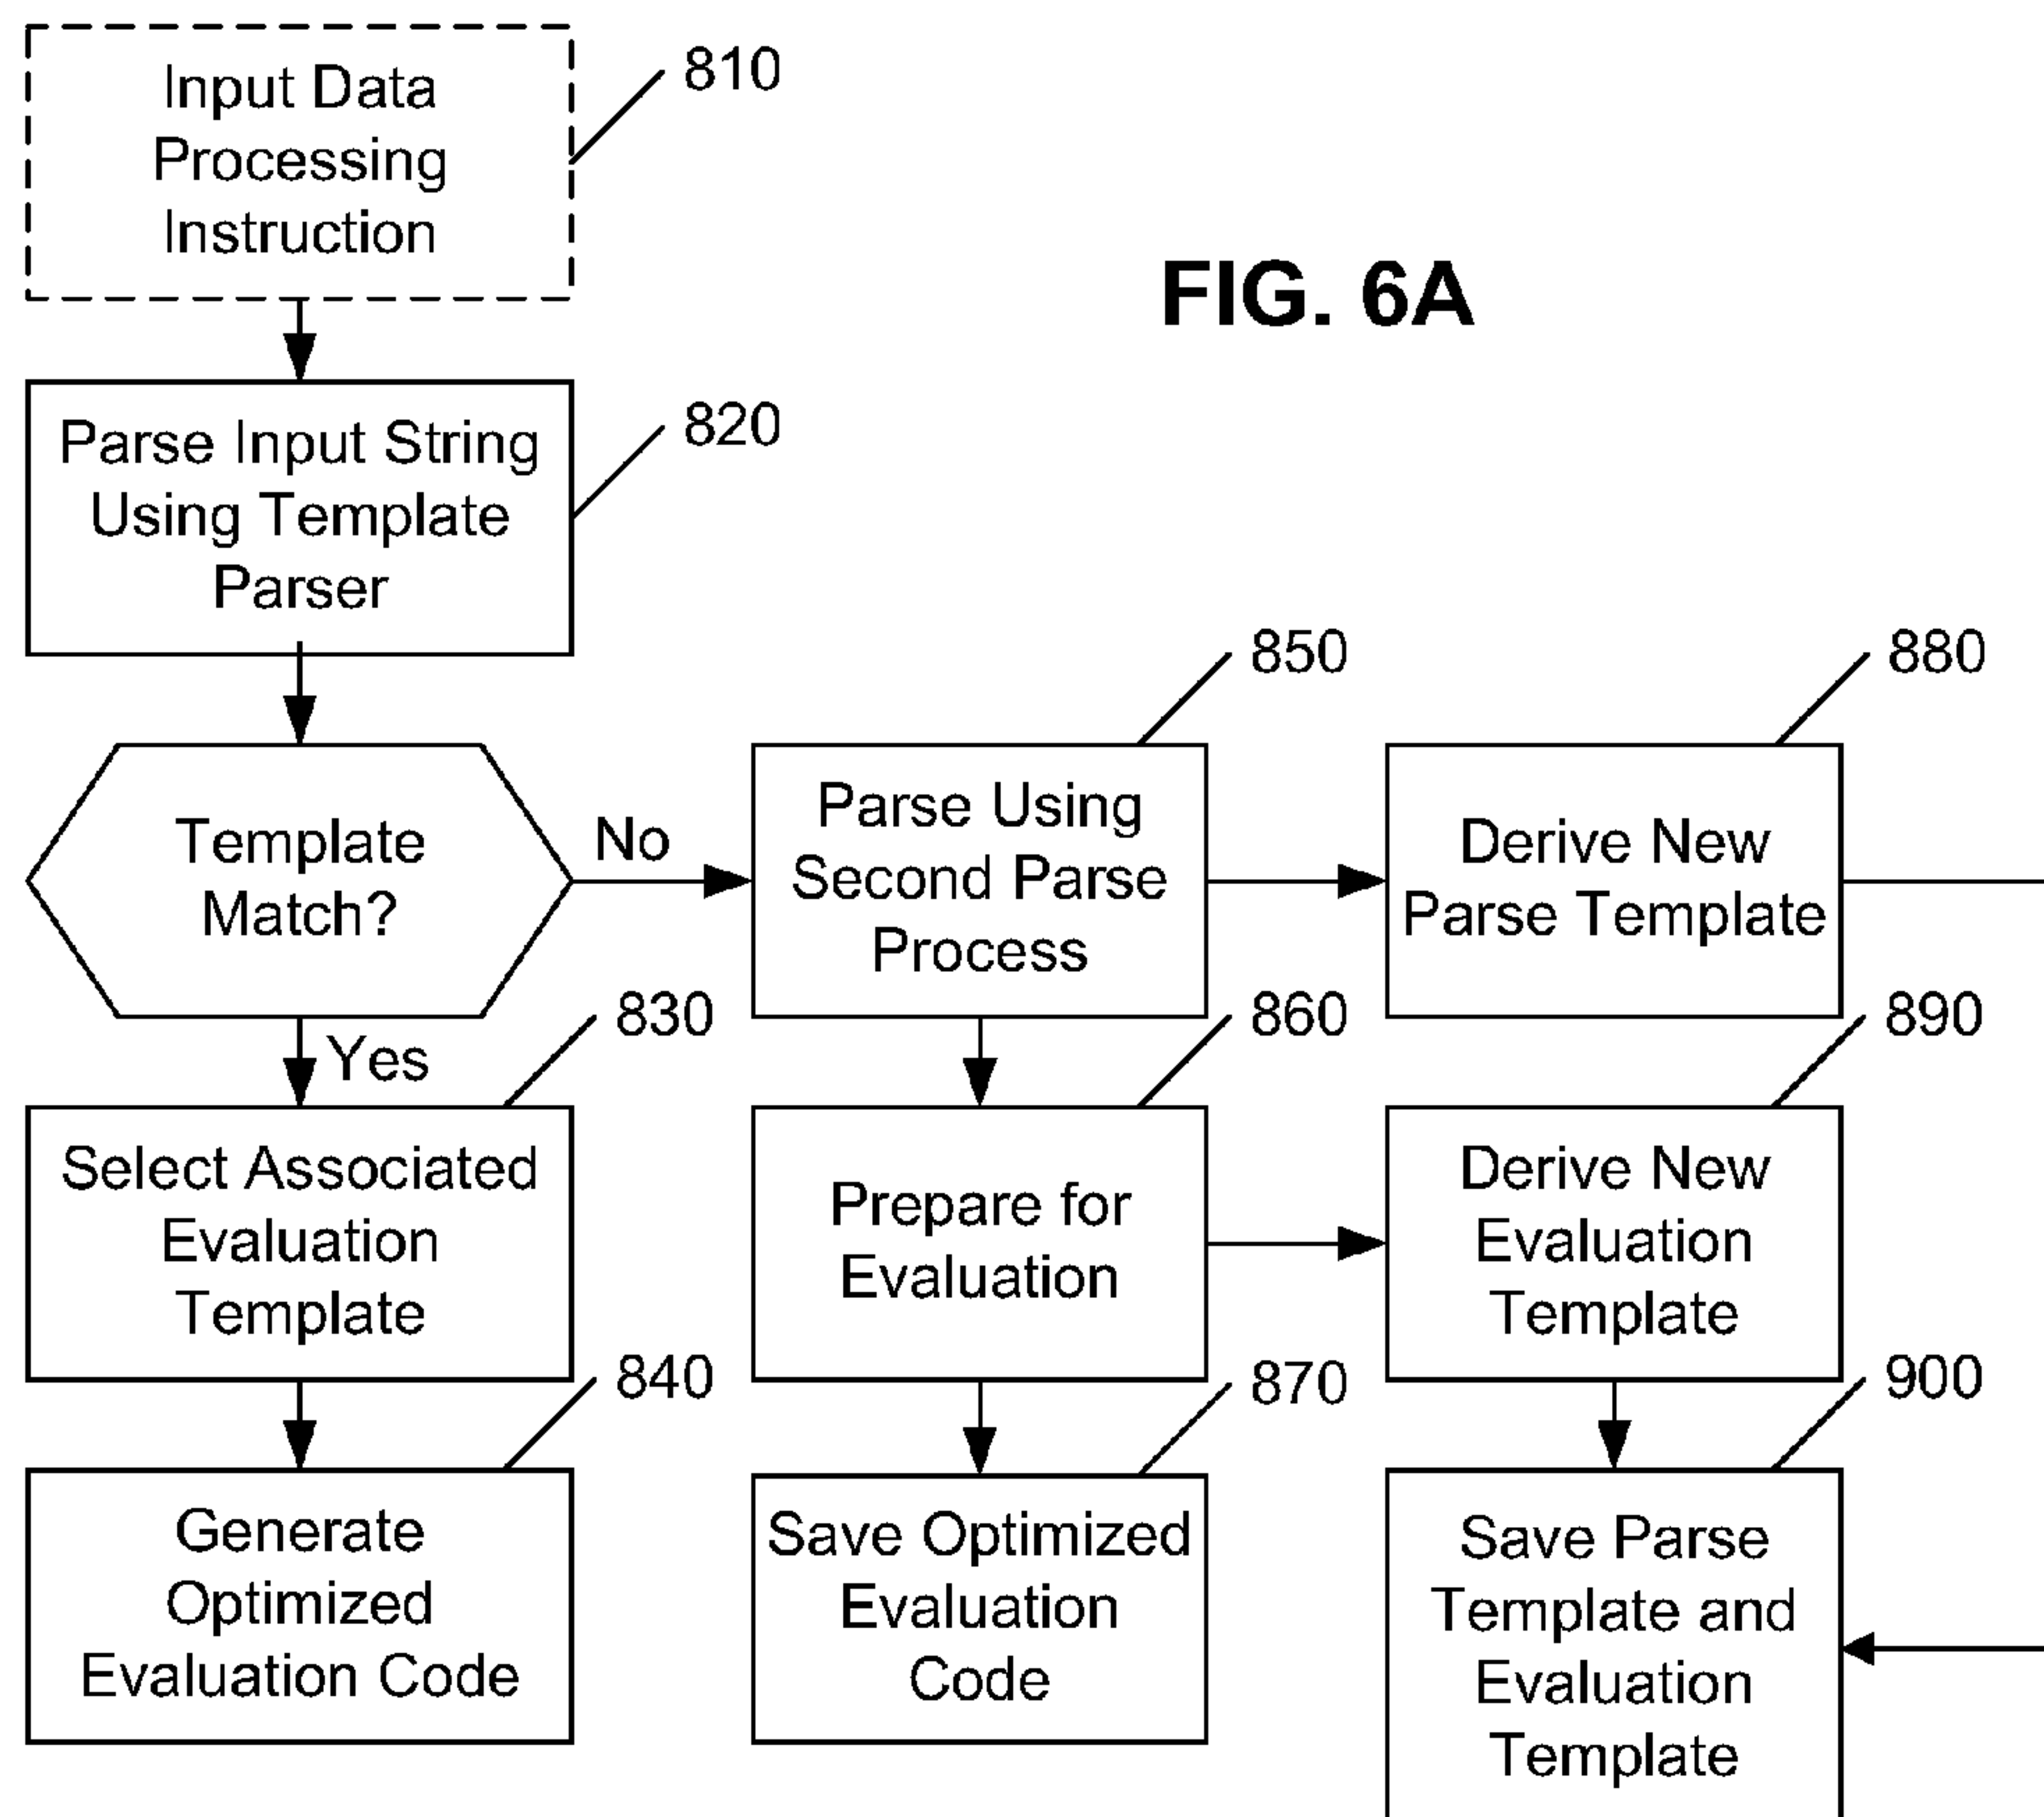 Input Data
Processing
Instruction
810
FIG. 6A
Parse Input String
Using Template
Parser
820
Template
Match?
No
Yes
Parse Using
Second Parse
Process
850
Derive New
Parse Template
880
Select Associated
Evaluation
Template
830
Prepare for
Evaluation
860
Derive New
Evaluation
Template
890
Generate
Optimized
Evaluation Code
840
Save Optimized
Evaluation
Code
870
Save Parse
Template and
Evaluation
Template
900